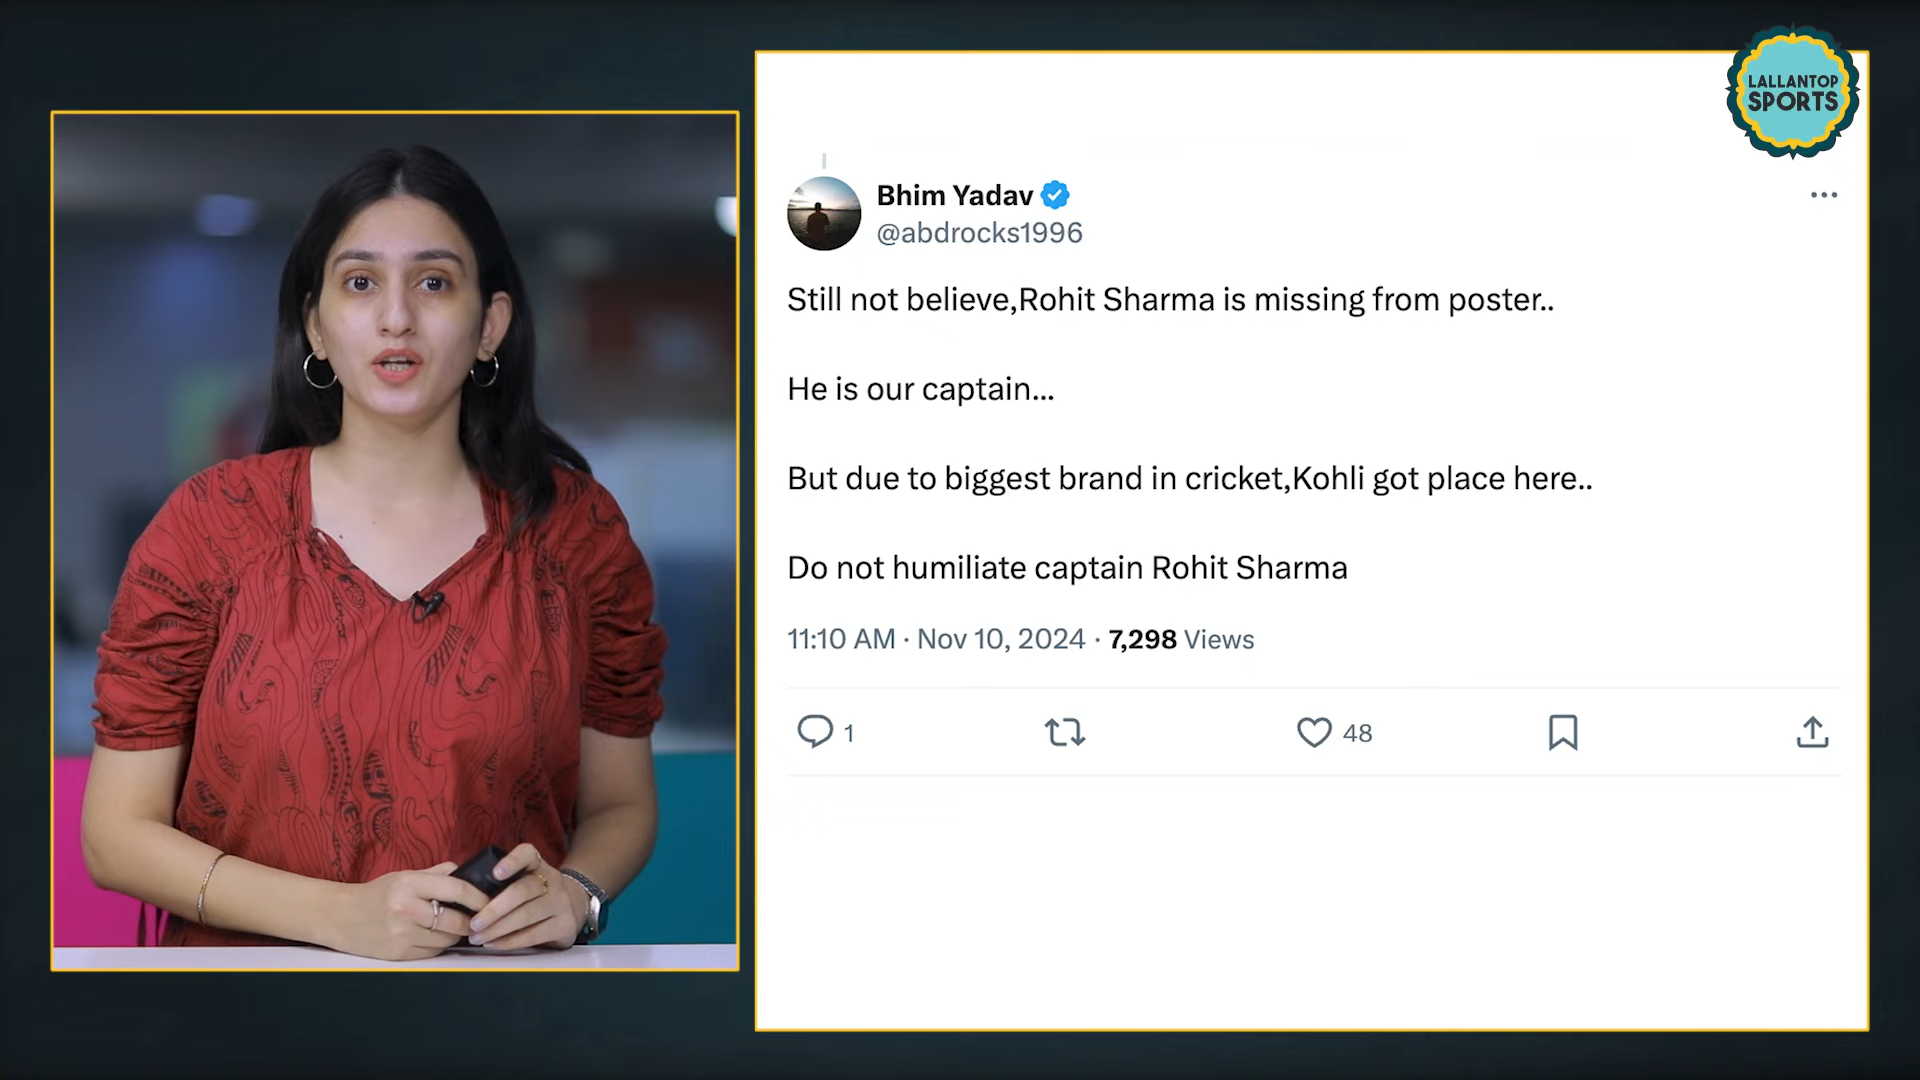 LALLANTOP
SPORTS
Bhim Yadav
@abdrocks1996
Still not believe,Rohit Sharma is missing from poster..
He is our captain...
But due to biggest brand in cricket,Kohli got place here..
Do not humiliate captain Rohit Sharma
11:10 AM · Nov 10, 2024 · 7,298 Views
1
48